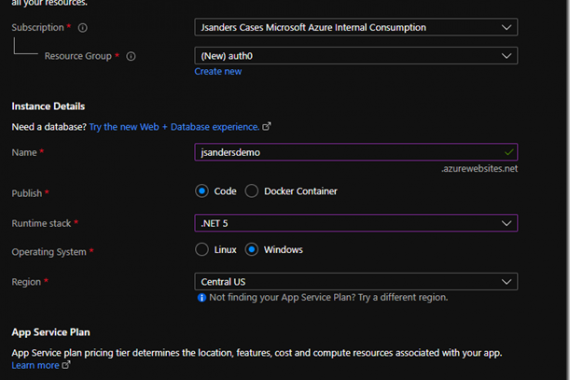 all your resources.
Subscription *
Jsanders Cases Microsoft Azure Internal Consumption
Resource Group *
(New) auth0
Create new
Instance Details
Need a database? Try the new Web + Database experience.
Name *
jsandersdemo
.azurewebsites.net
Publish *
Code
Docker Container
Runtime stack *
.NET 5
Operating System *
Linux
Windows
Region *
Central US
Not finding your App Service Plan? Try a different region.
App Service Plan
App Service plan pricing tier determines the location, features, cost and compute resources associated with your app.
Learn more